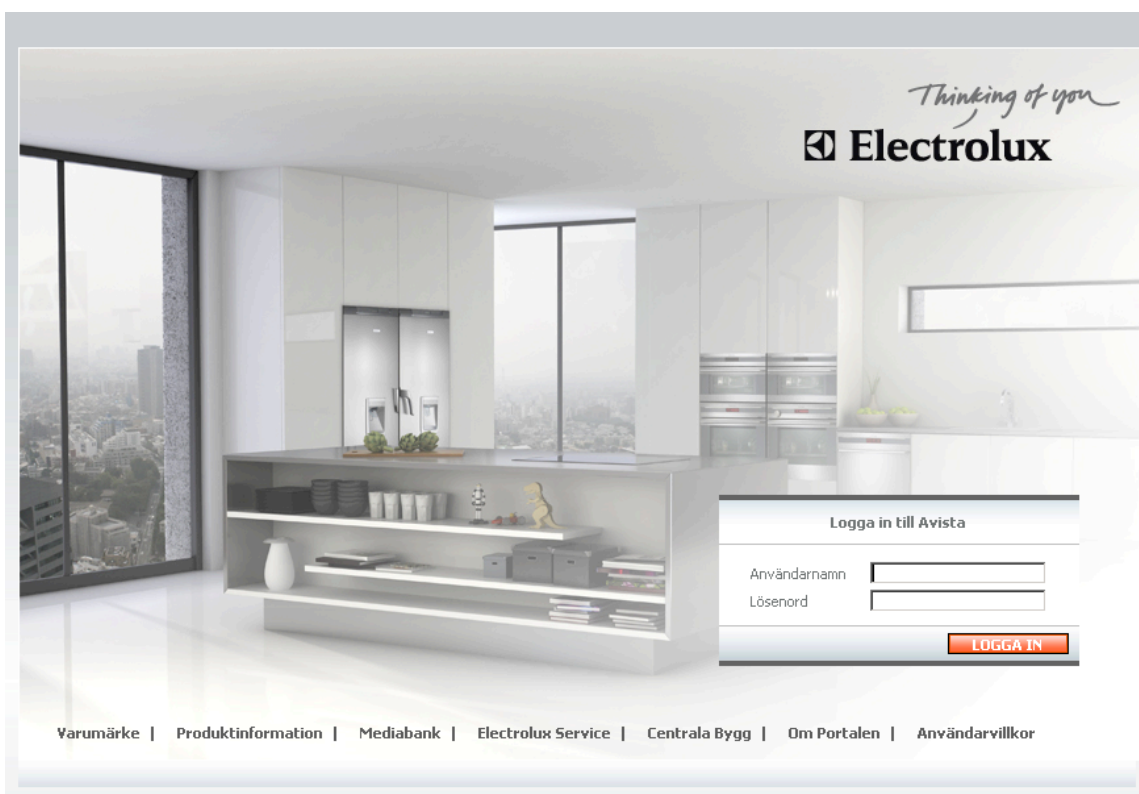 Thinking of you
Electrolux
Logga in till Avista
Användarnamn
Lösenord
LOGGA IN
Varumärke | Produktinformation | Mediabank | Electrolux Service | Centrala Bygg | Om Portalen | Användarvillkor